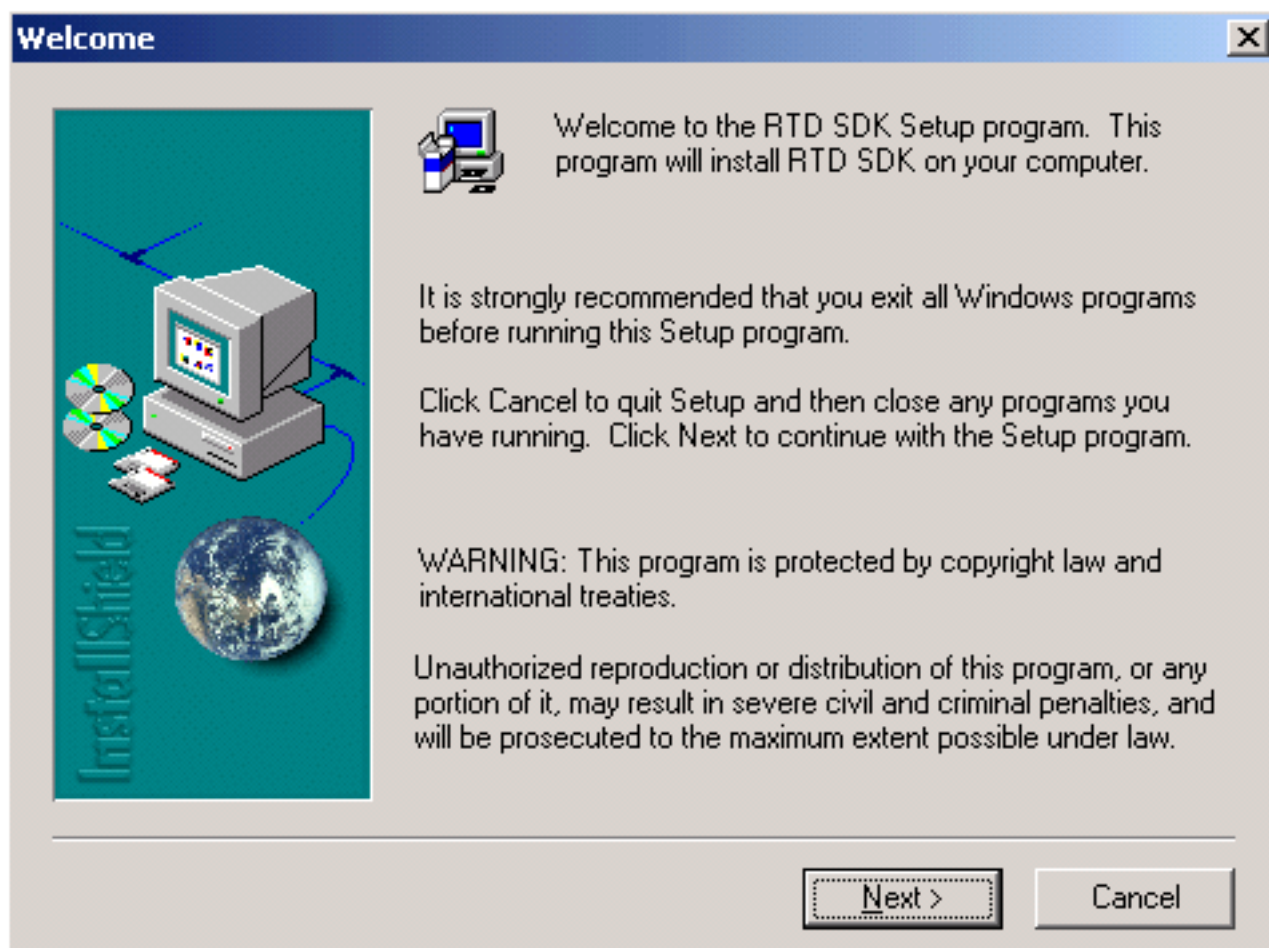 Welcome
Welcome to the RTD SDK Setup program.  This
program will install RTD SDK on your computer.
It is strongly recommended that you exit all Windows programs
before running this Setup program.
Click Cancel to quit Setup and then close any programs you
have running.  Click Next to continue with the Setup program.
WARNING: This program is protected by copyright law and
international treaties.
Unauthorized reproduction or distribution of this program, or any
portion of it, may result in severe civil and criminal penalties, and
will be prosecuted to the maximum extent possible under law.
InstallShield
Next >
Cancel